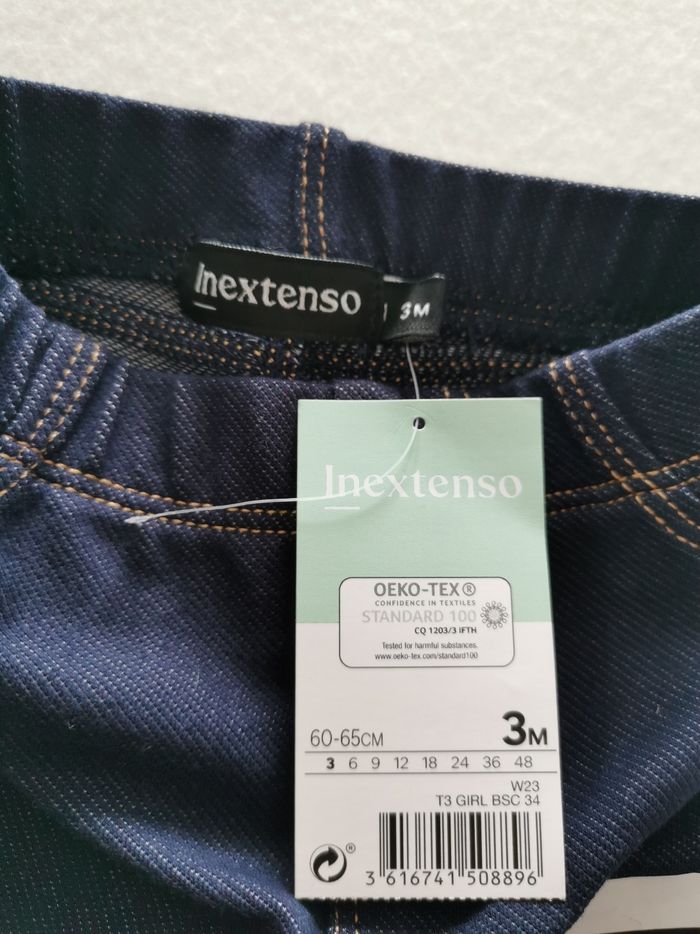 Inextenso
3M
Inextenso
OEKO-TEX®
CONFIDENCE IN TEXTILES
STANDARD 100
CQ 1203/3 IFTH
Tested for harmful substances.
www.oeko-tex.com/standard100
60-65CM 3M
3 6 9 12 18 24 36 48
W23
T3 GIRL BSC 34
®
3 616741 508896